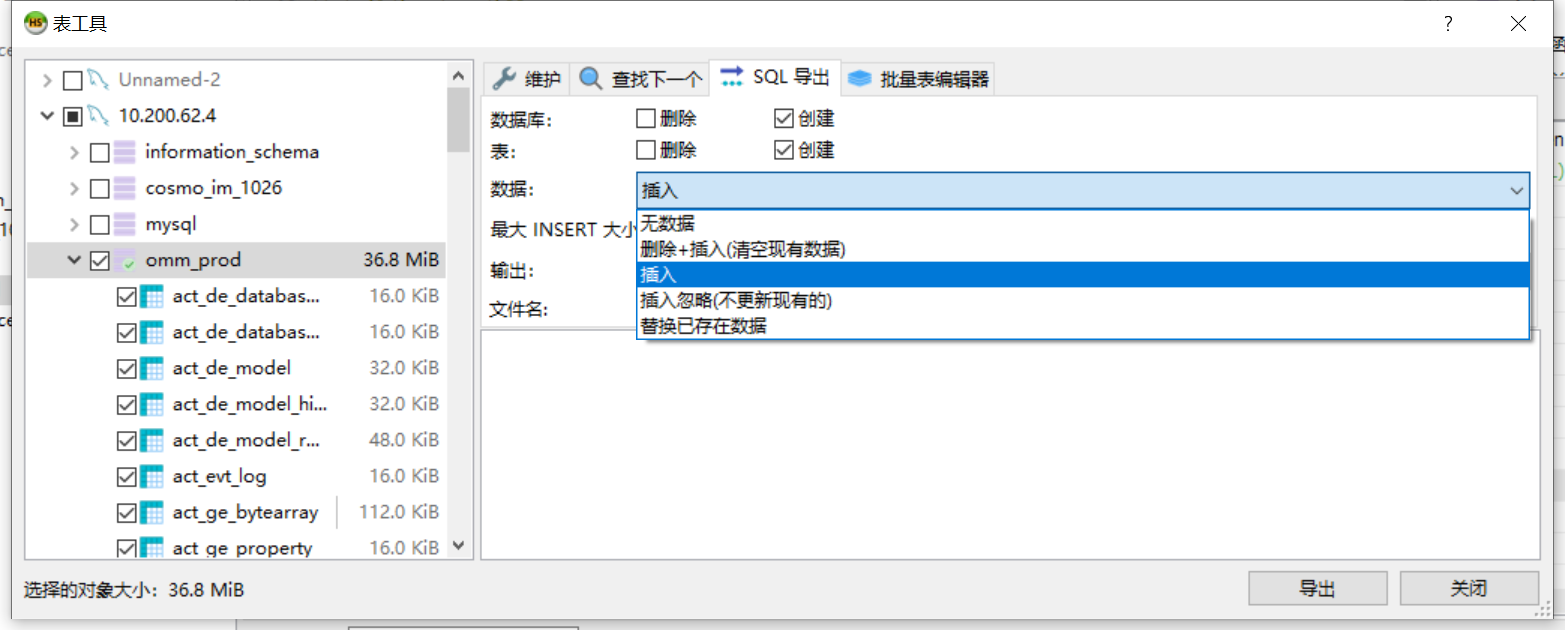 表工具
Unnamed-2
10.200.62.4
information_schema
cosmo_im_1026
mysql
omm_prod 36.8 MiB
act_de_databas... 16.0 KiB
act_de_databas... 16.0 KiB
act_de_model 32.0 KiB
act_de_model_hi... 32.0 KiB
act_de_model_r... 48.0 KiB
act_evt_log 16.0 KiB
act_ge_bytearray 112.0 KiB
act_ge_property 16.0 KiB
选择的对象大小：36.8 MiB
维护 查找下一个 SQL 导出 批量表编辑器
数据库: 删除 创建
表: 删除 创建
数据: 插入
无数据
最大 INSERT 大小
删除+插入(清空现有数据)
输出:
插入
插入忽略(不更新现有的)
文件名:
替换已存在数据
导出 关闭